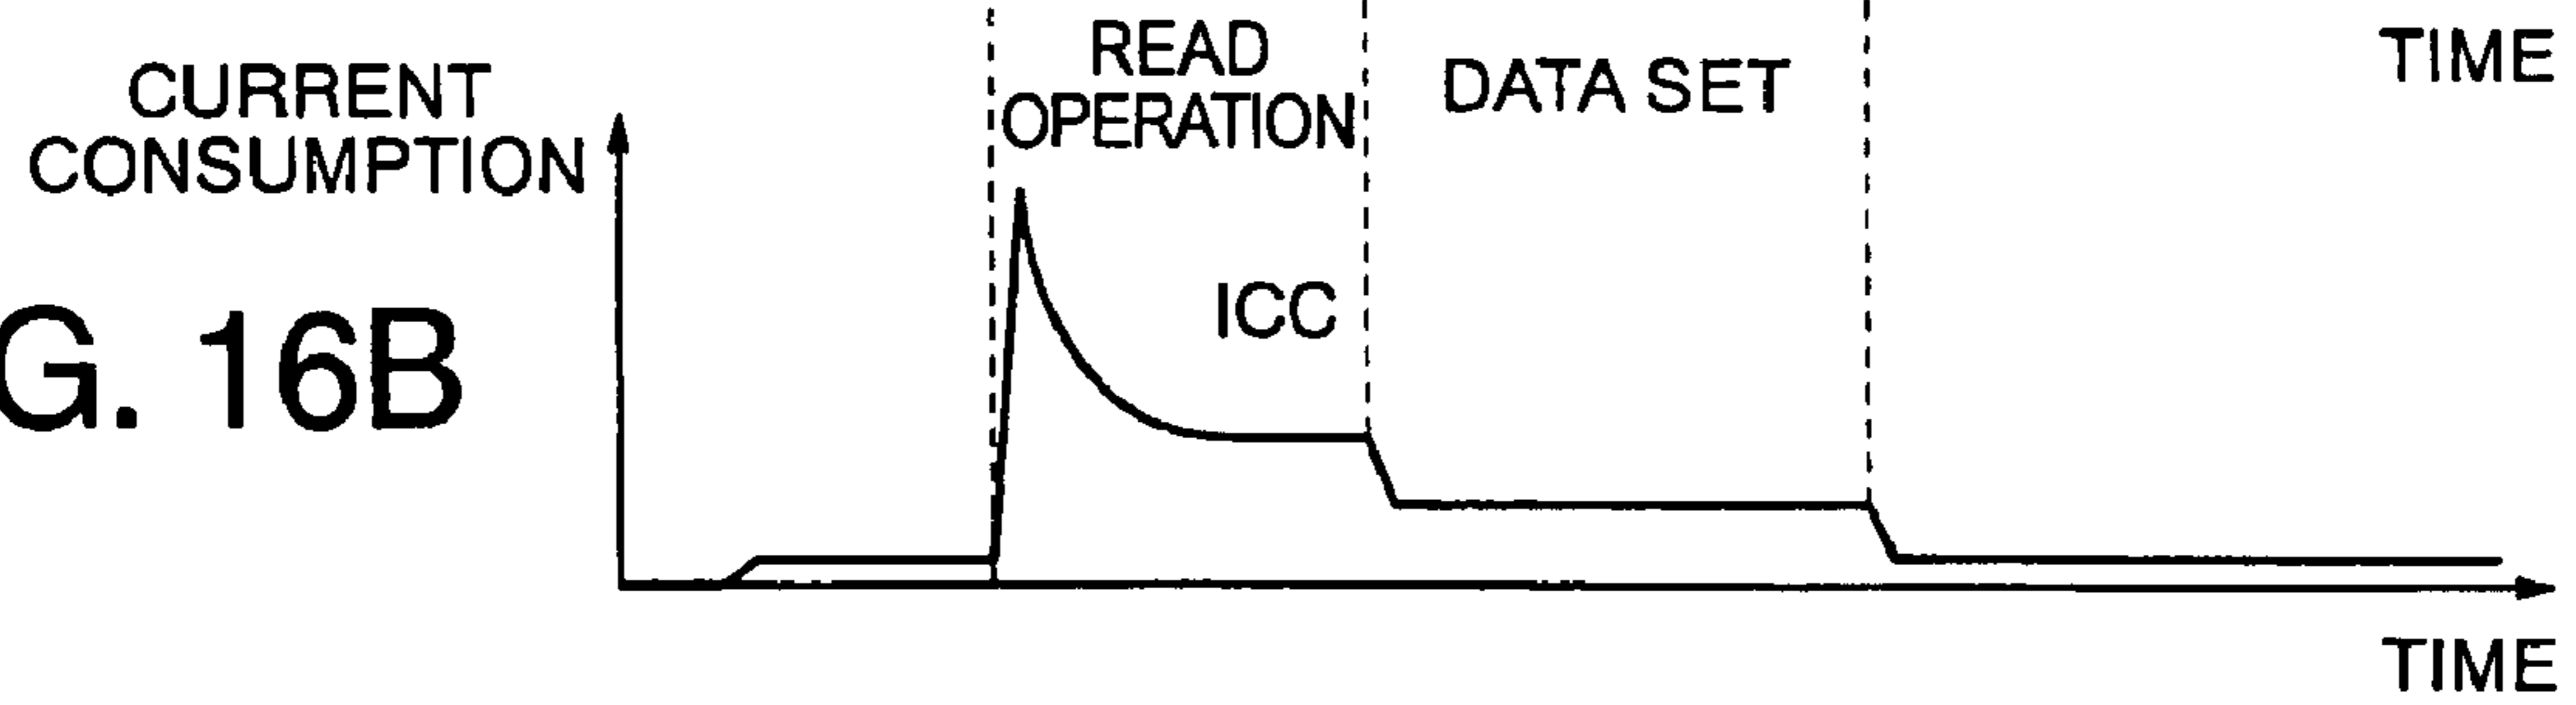 READ
OPERATION
DATA SET
TIME
CURRENT
CONSUMPTION
ICC
G. 16B
TIME